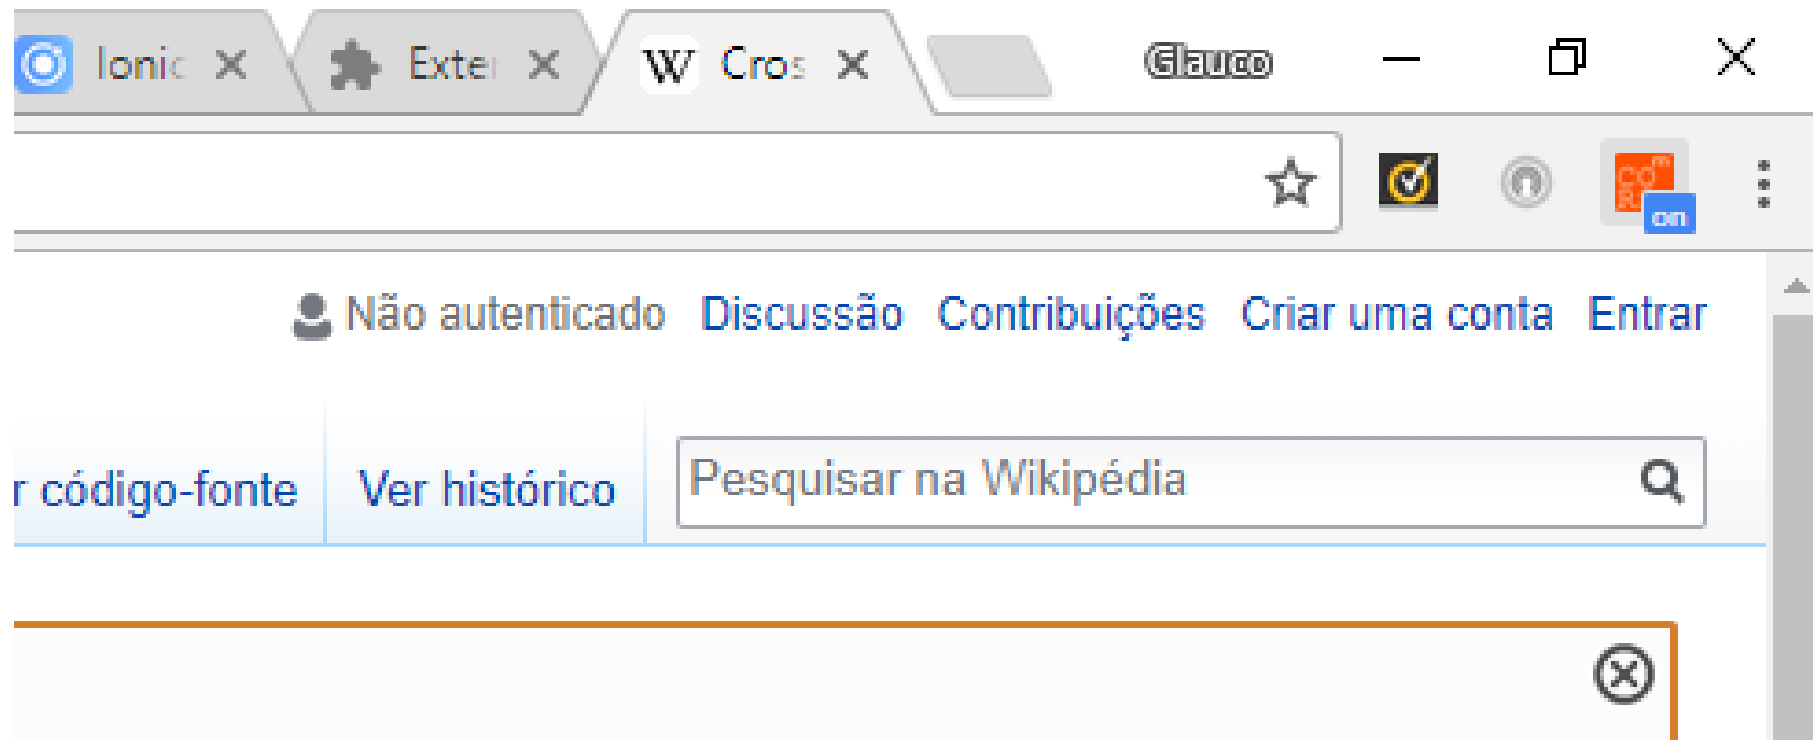 Ionic Exte Cros Glauco
on
Não autenticado Discussão Contribuições Criar uma conta Entrar
r código-fonte Ver histórico Pesquisar na Wikipédia